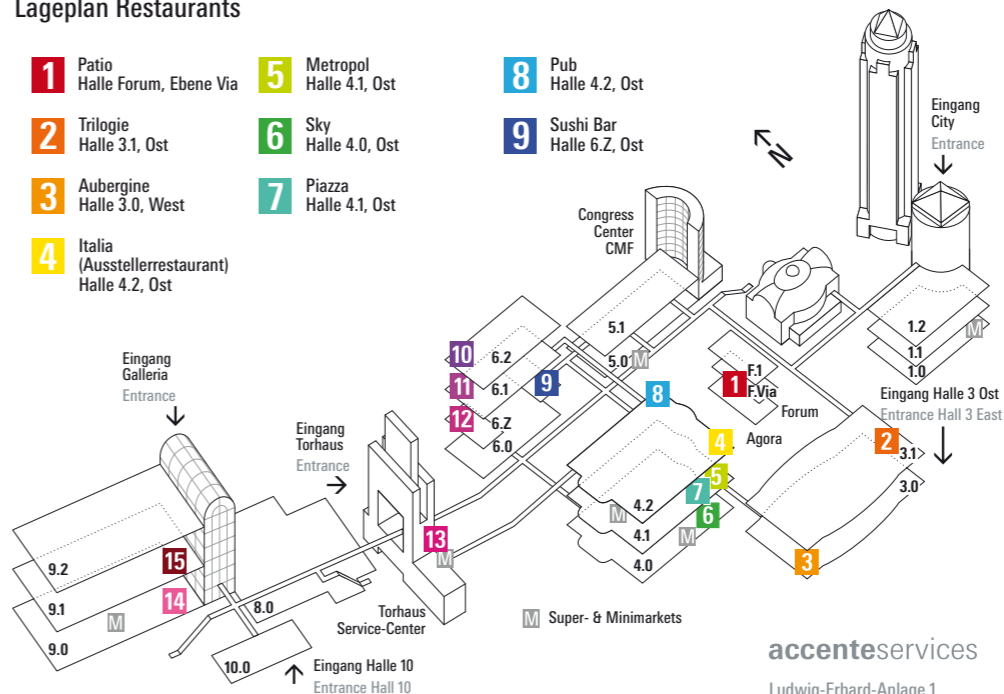 Lageplan Restaurants
1 Patio
Halle Forum, Ebene Via
2 Trilogie
Halle 3.1, Ost
3 Aubergine
Halle 3.0, West
4 Italia
(Ausstellerrestaurant)
Halle 4.2, Ost
5 Metropol
Halle 4.1, Ost
6 Sky
Halle 4.0, Ost
7 Piazza
Halle 4.1, Ost
8 Pub
Halle 4.2, Ost
9 Sushi Bar
Halle 6.Z, Ost
N
Eingang
City
Entrance
Congress
Center
CMF
5.1
5.0
M
1.2
M
1.1
1.0
10
6.2
11
6.1
9
12
6.Z
6.0
8
1
F.1
F.Via
Forum
Agora
Eingang Halle 3 Ost
Entrance Hall 3 East
2
3.1
3.0
3
4
5
7
6
4.2
M
4.1
M
4.0
Eingang
Galleria
Entrance
Eingang
Torhaus
Entrance
13
M
15
14
9.2
9.1
M
9.0
8.0
10.0
Torhaus
Service-Center
M Super- & Minimarkets
Eingang Halle 10
Entrance Hall 10
accenteservices
Ludwig-Erhard-Anlage 1